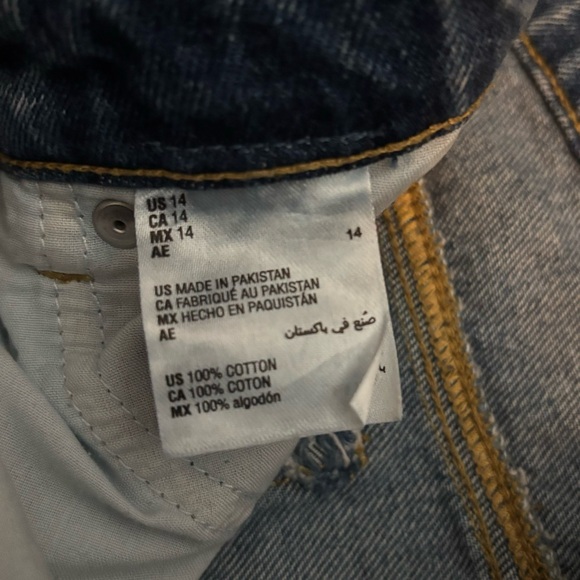 US 14
CA 14
MX 14
AE 14
US MADE IN PAKISTAN
CA FABRIQUÉ AU PAKISTAN
MX HECHO EN PAQUISTÁN
AE صُنع في باكستان
US 100% COTTON
CA 100% COTON
MX 100% algodón